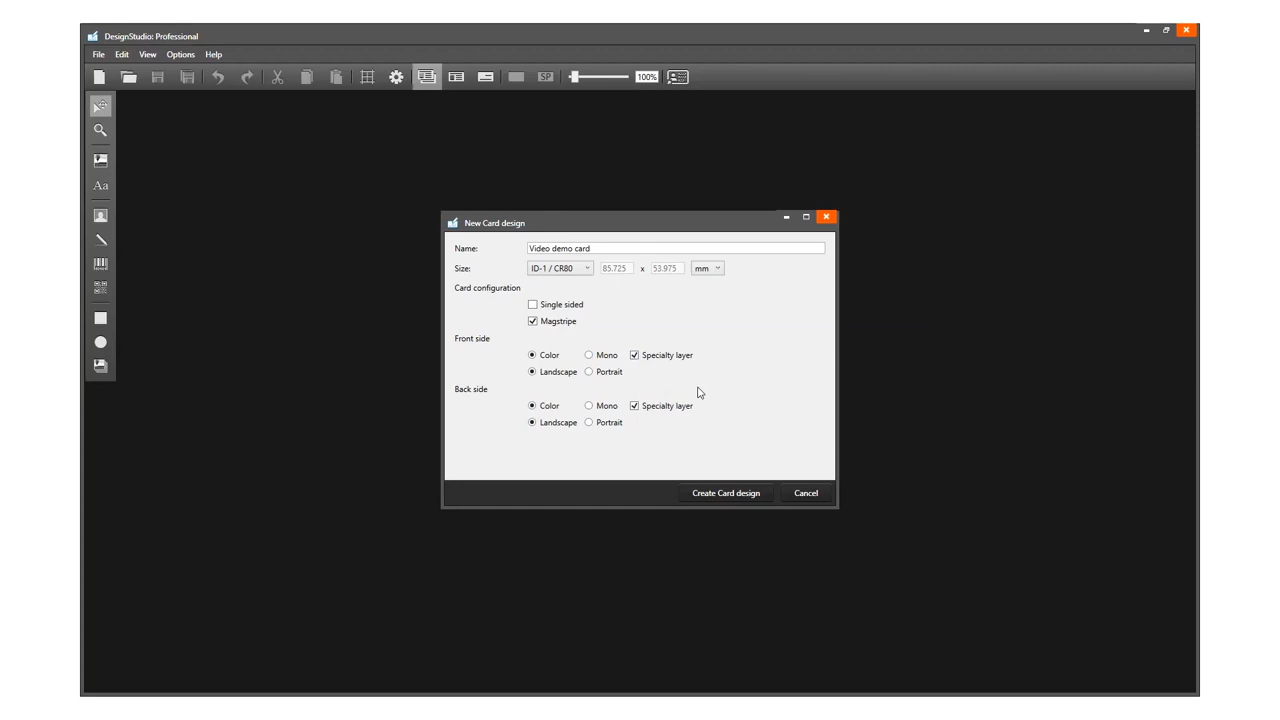 DesignStudio: Professional
File Edit View Options Help
SP 100%
Aa
New Card design
Name: Video demo card
Size: ID-1 / CR80 85.725 x 53.975 mm
Card configuration
Single sided
Magstripe
Front side
Color Mono Specialty layer
Landscape Portrait
Back side
Color Mono Specialty layer
Landscape Portrait
Create Card design Cancel